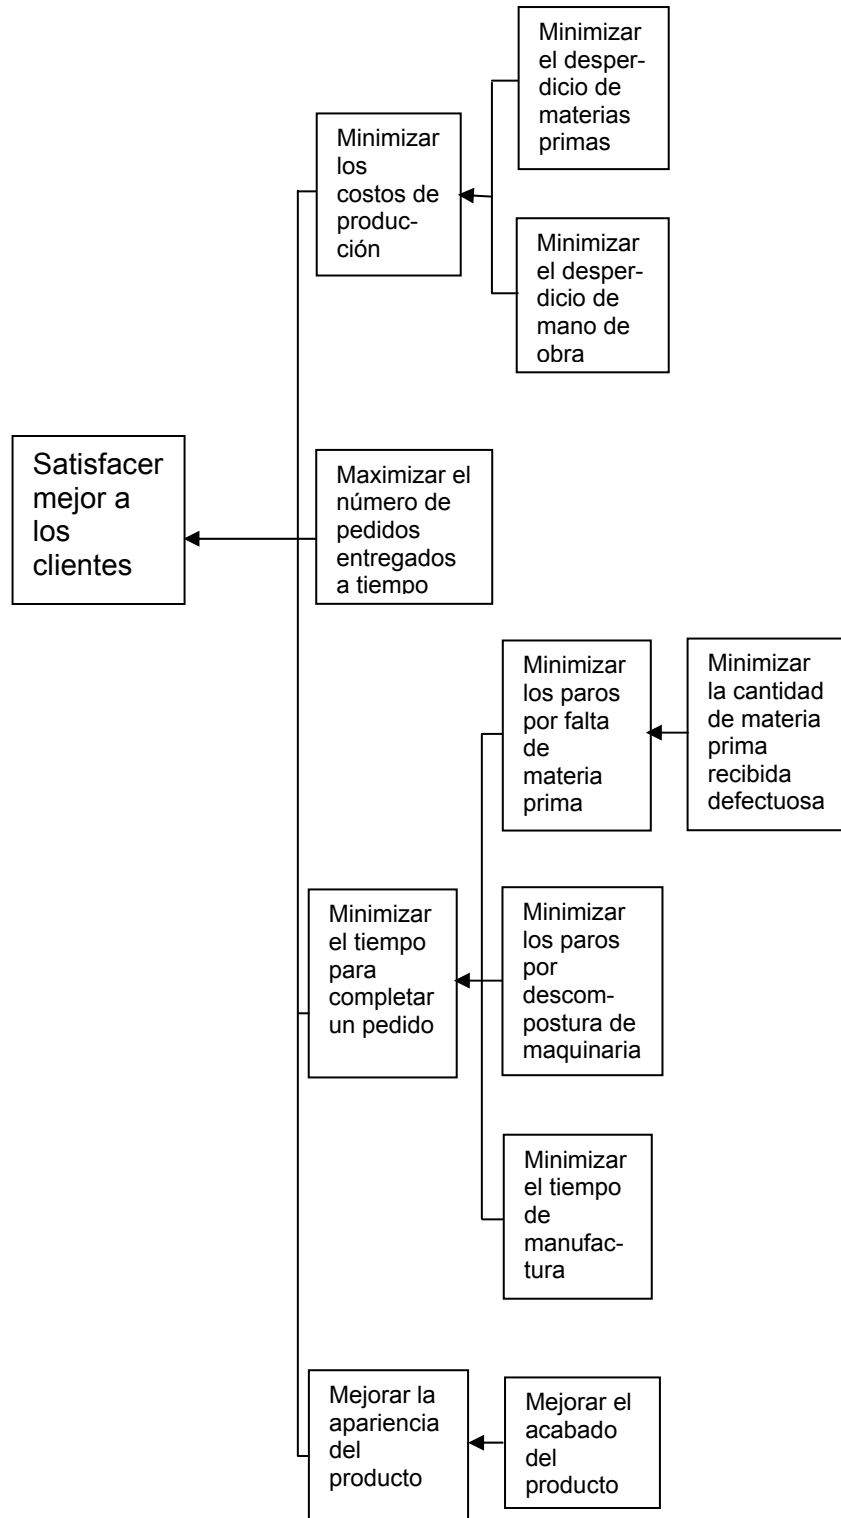 Minimizar
el desper-
dicio de
materias
primas
Minimizar
los
costos de
produc-
ción
Minimizar
el desper-
dicio de
mano de
obra
Satisfacer
mejor a
los
clientes
Maximizar el
número de
pedidos
entregados
a tiempo
Minimizar
los paros
por falta
de
materia
prima
Minimizar
la cantidad
de materia
prima
recibida
defectuosa
Minimizar
el tiempo
para
completar
un pedido
Minimizar
los paros
por
descom-
postura de
maquinaria
Minimizar
el tiempo
de
manufac-
tura
Mejorar la
apariencia
del
producto
Mejorar el
acabado
del
producto